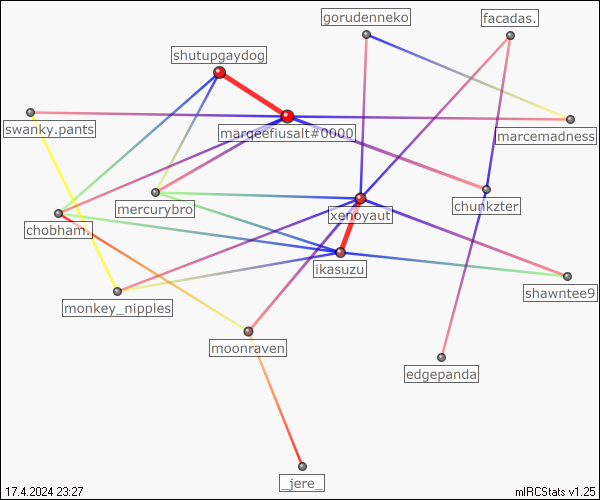 gorudenneko
facadas.
shutupgaydog
swanky.pants
marqeefiusalt#0000
marcemadness
mercurybro
xenoyaut
chunkzter
chobham.
ikasuzu
monkey_nipples
shawntee9
moonraven
edgepanda
_jere_
17.4.2024 23:27
mIRCStats v1.25